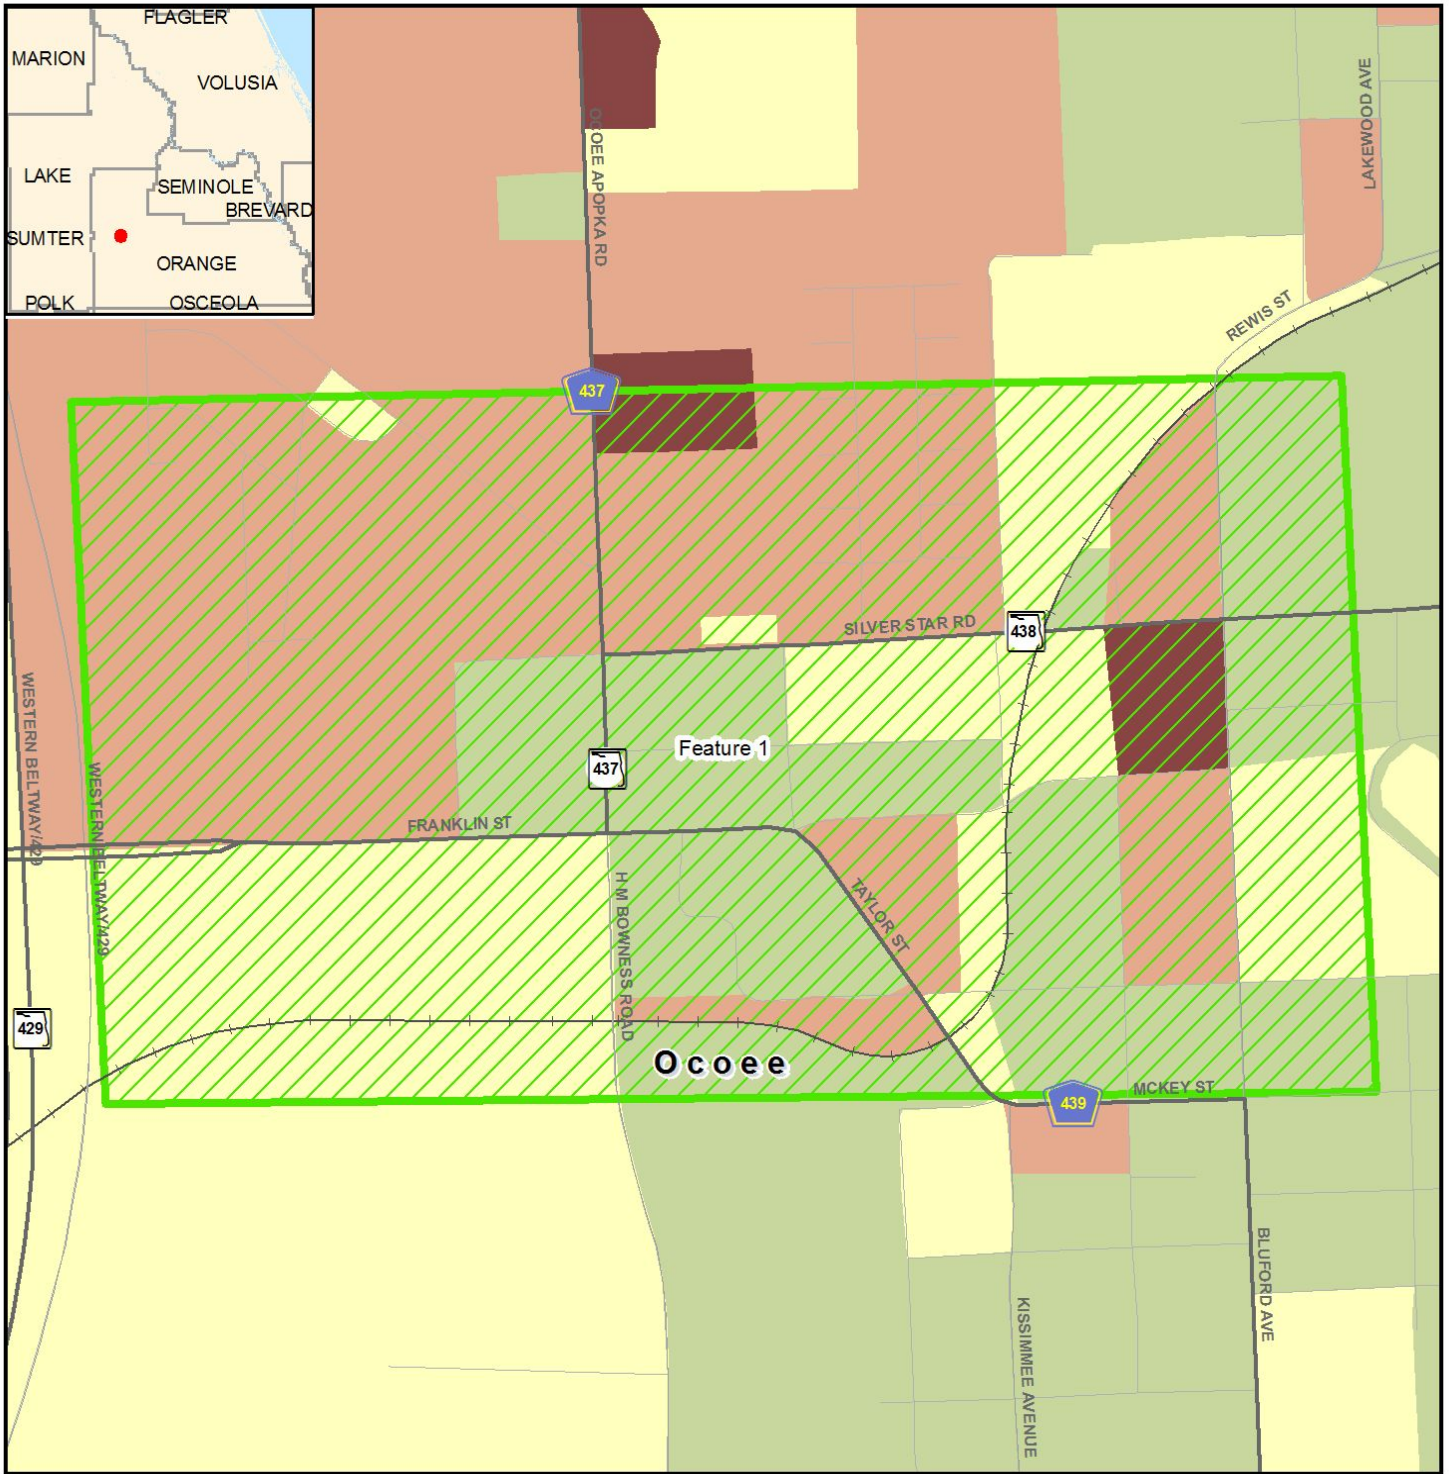 FLAGLER
MARION
VOLUSIA
LAKE
SEMINOLE
BREVARD
SUMTER
ORANGE
POLK
OSCEOLA
OCOEE APOPKA RD
LAKEWOOD AVE
REWIS ST
437
SILVER STAR RD
438
WESTERN BELTWAY/429
WESTERN BELTWAY/429
Feature 1
437
FRANKLIN ST
TAYLOR ST
H M BOWNESS ROAD
429
Ocoee
MCKEY ST
439
BLUFORD AVE
KISSIMMEE AVENUE